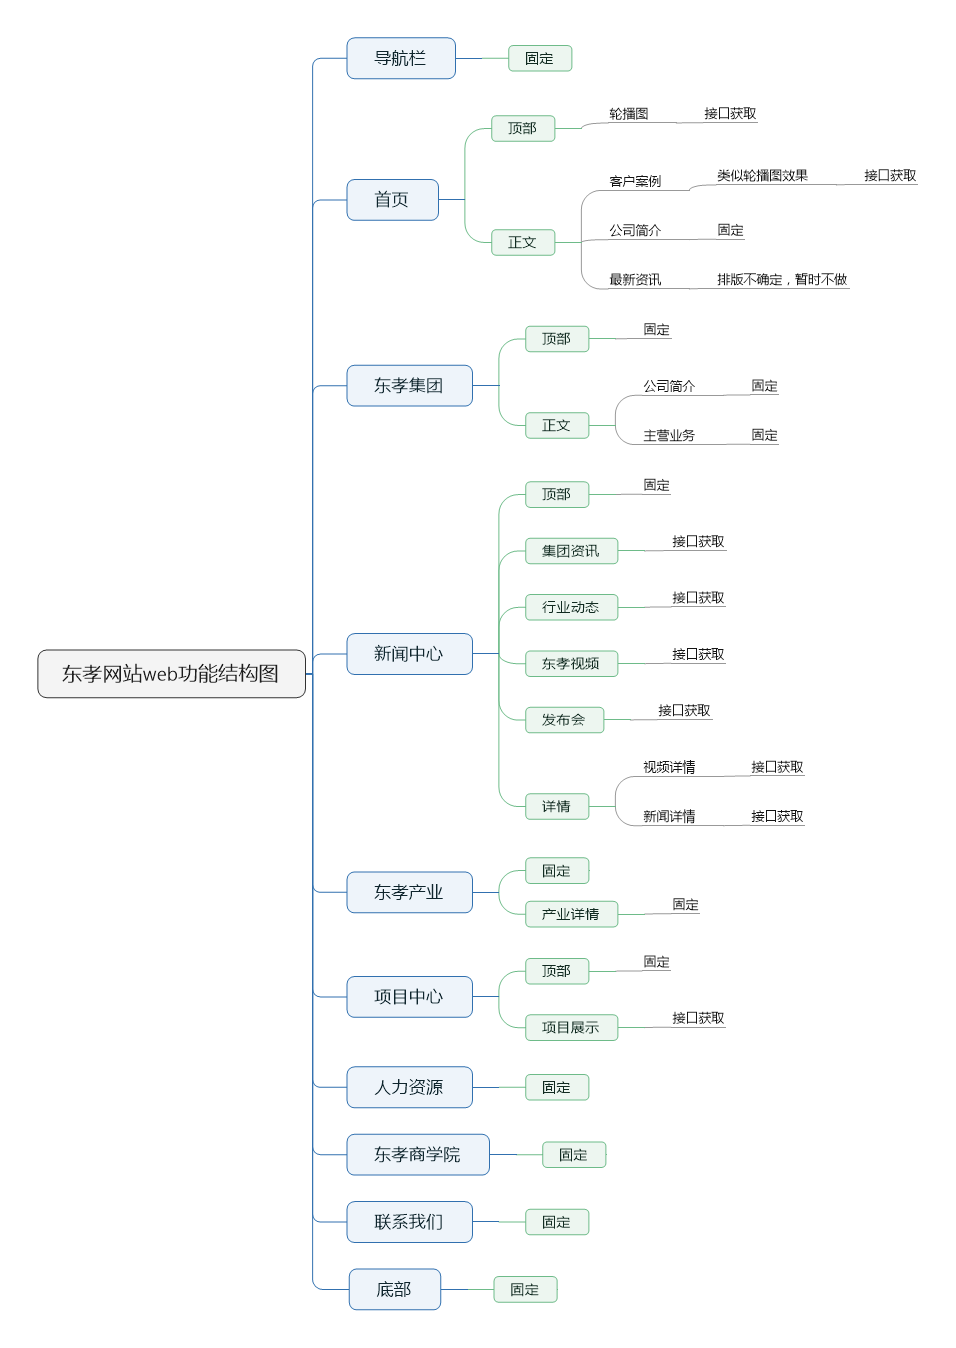 东孝网站web功能结构图
导航栏
固定
首页
顶部
轮播图
接口获取
正文
客户案例
类似轮播图效果
接口获取
公司简介
固定
最新资讯
排版不确定，暂时不做
东孝集团
顶部
固定
正文
公司简介
固定
主营业务
固定
新闻中心
顶部
固定
集团资讯
接口获取
行业动态
接口获取
东孝视频
接口获取
发布会
接口获取
详情
视频详情
接口获取
新闻详情
接口获取
东孝产业
固定
产业详情
固定
项目中心
顶部
固定
项目展示
接口获取
人力资源
固定
东孝商学院
固定
联系我们
固定
底部
固定